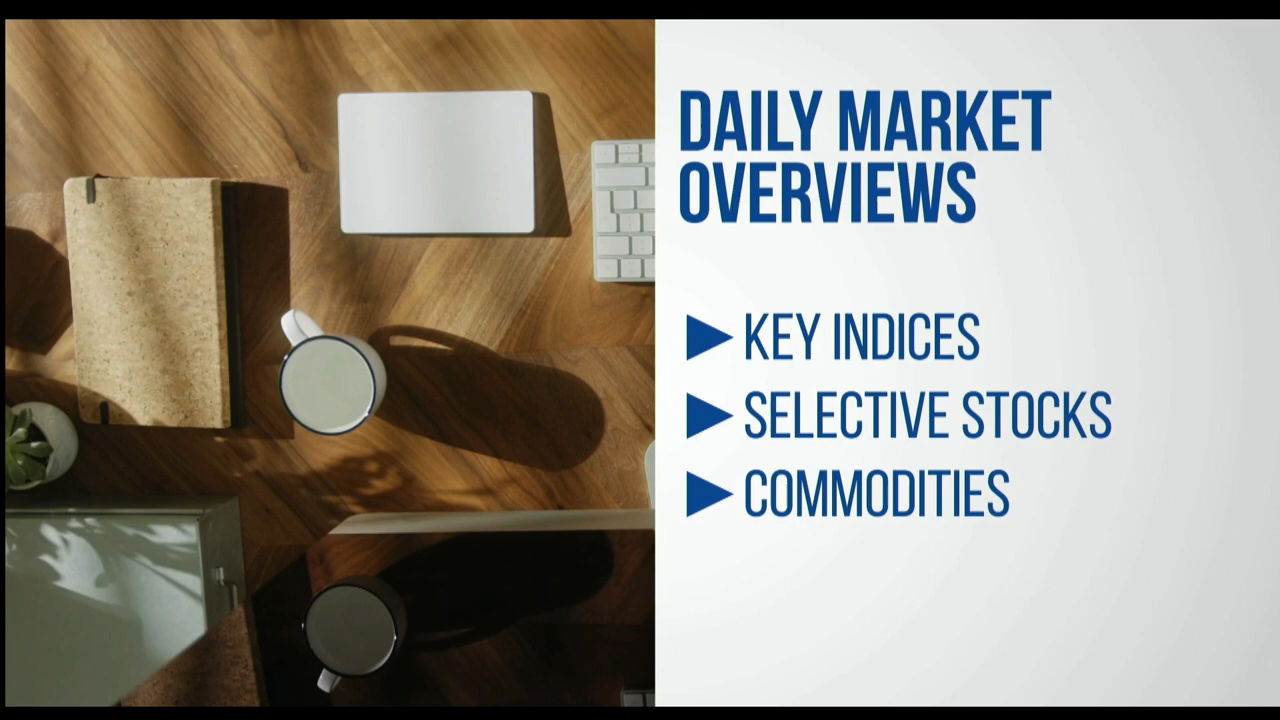 DAILY MARKET
OVERVIEWS
KEY INDICES
SELECTIVE STOCKS
COMMODITIES